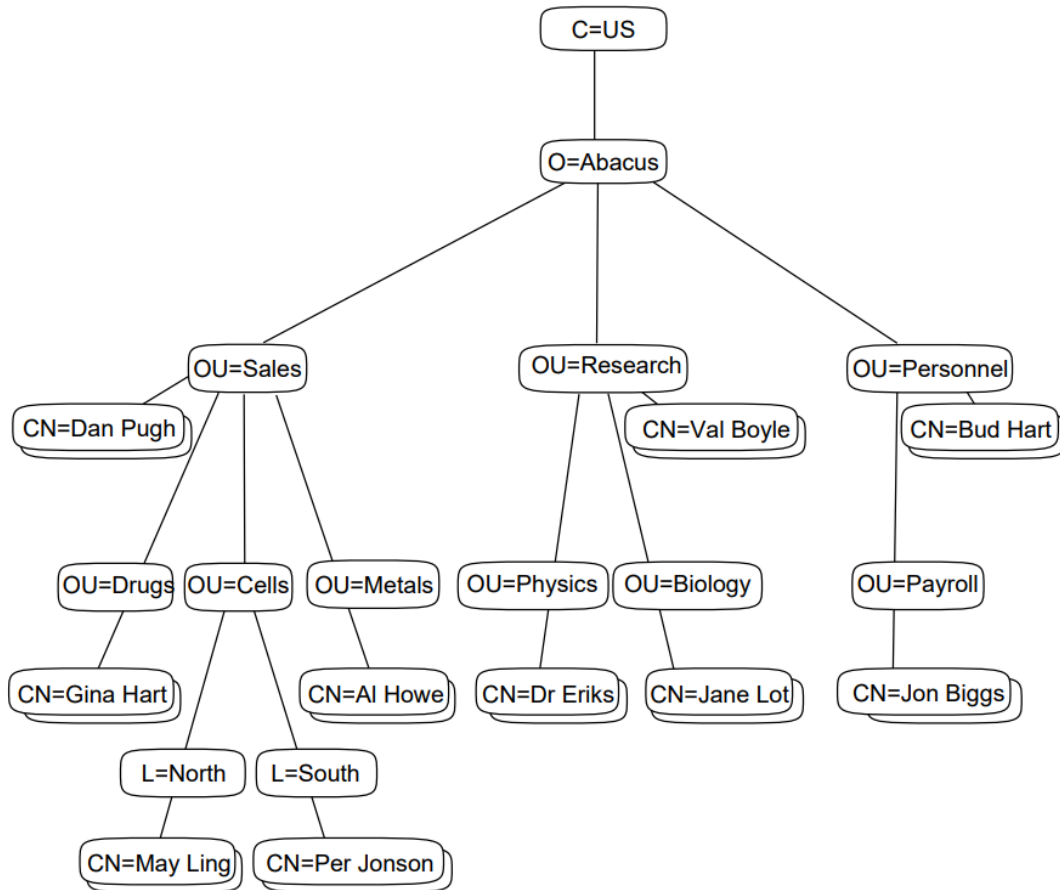 C=US
O=Abacus
OU=Sales
OU=Research
OU=Personnel
CN=Dan Pugh
CN=Val Boyle
CN=Bud Hart
OU=Drugs
OU=Cells
OU=Metals
OU=Physics
OU=Biology
OU=Payroll
CN=Gina Hart
CN=Al Howe
CN=Dr Eriks
CN=Jane Lot
CN=Jon Biggs
L=North
L=South
CN=May Ling
CN=Per Jonson